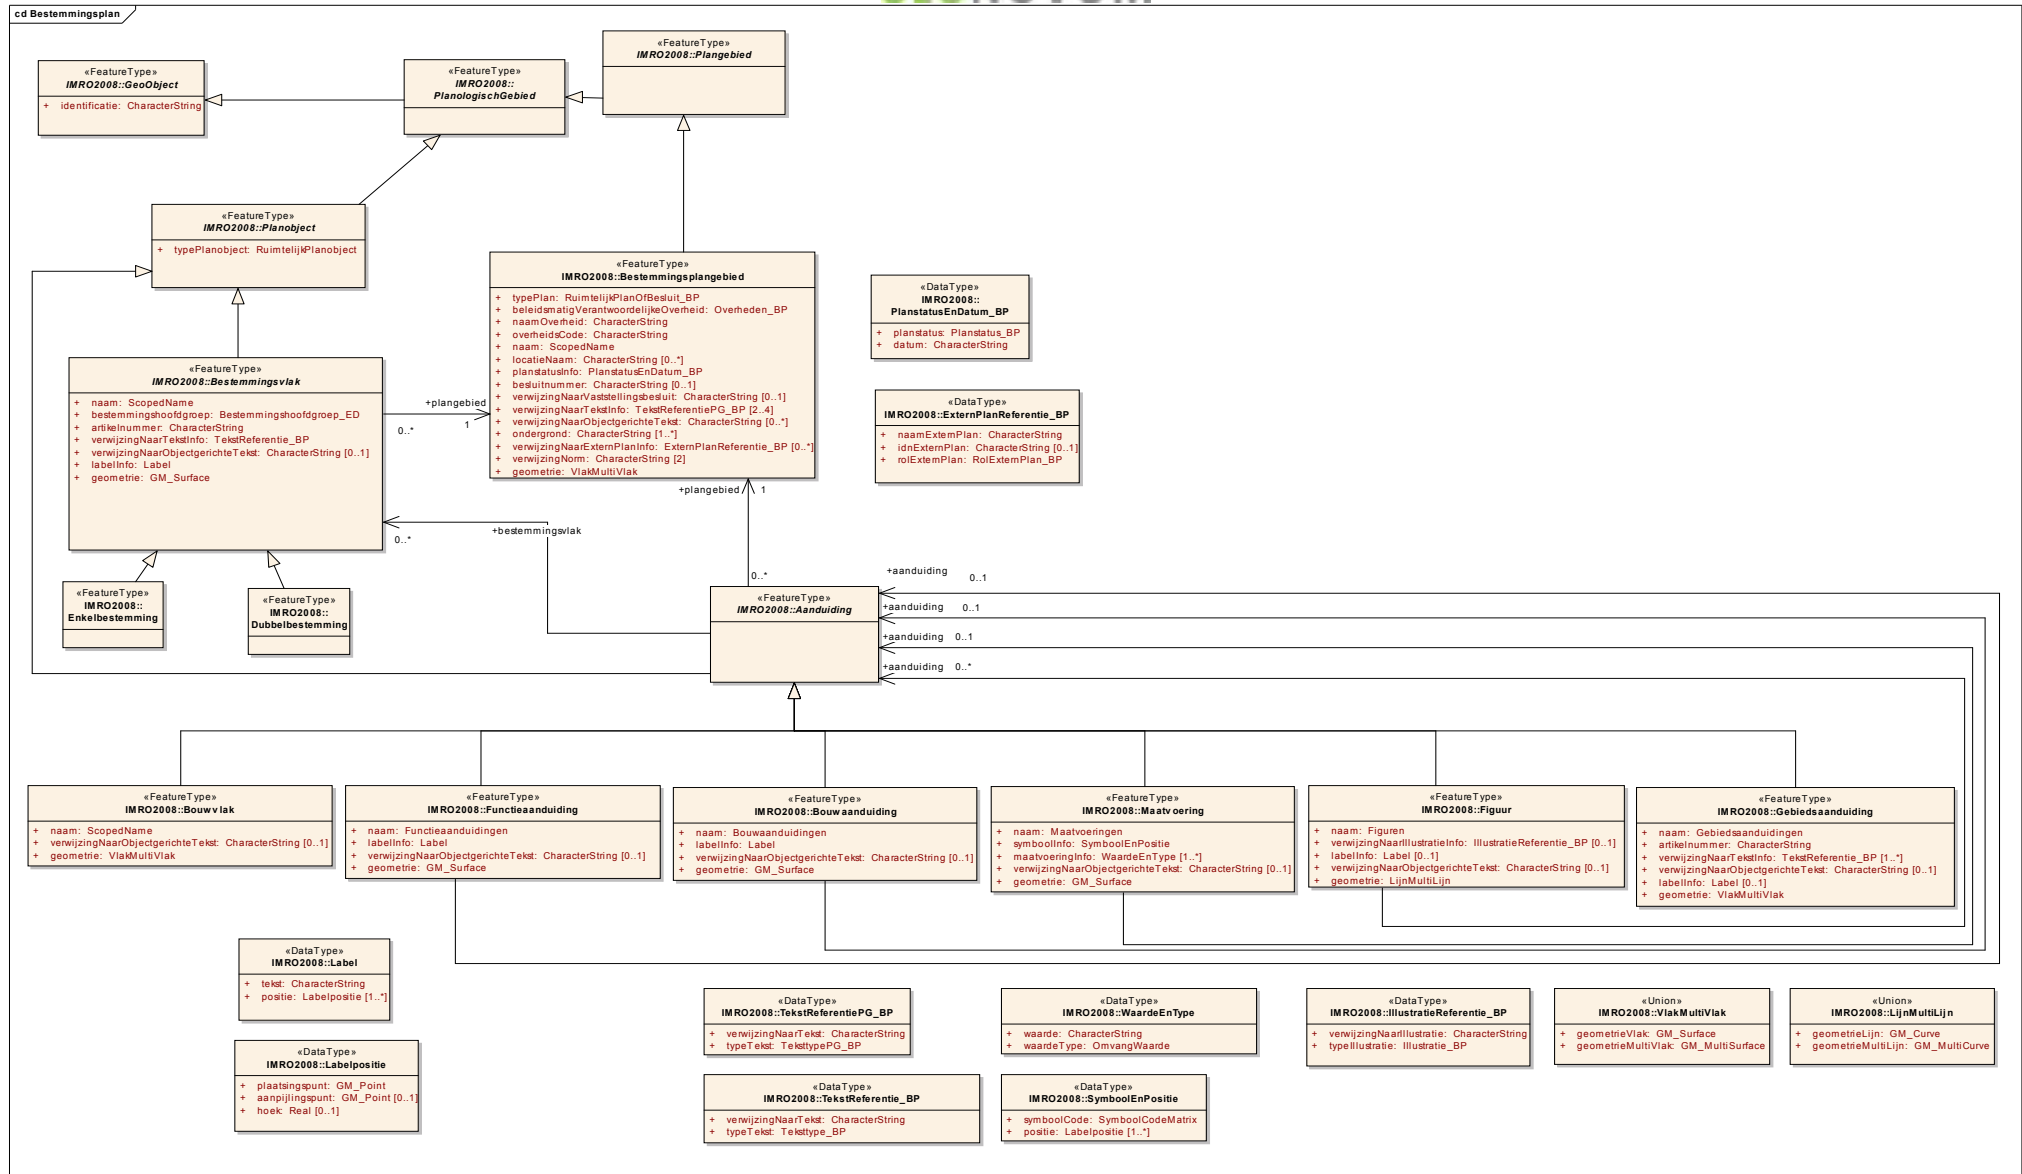 cd Bestemmingsplan
«FeatureType»
IMRO2008::GeoObject
+ identificatie: CharacterString
«FeatureType»
IMRO2008::
PlanologischGebied
«FeatureType»
IMRO2008::Plangebied
«FeatureType»
IMRO2008::Planobject
+ typePlanobject: RuimtelijkPlanobject
«FeatureType»
IMRO2008::Bestemmingsplangebied
+ typePlan: RuimtelijkPlanOfBesluit_BP
+ beleidsmatigVerantwoordelijkeOverheid: Overheden_BP
+ naamOverheid: CharacterString
+ overheidsCode: CharacterString
+ naam: ScopedName
+ locatieNaam: CharacterString [0..*]
+ planstatusInfo: PlanstatusEnDatum_BP
+ besluitnummer: CharacterString [0..1]
+ verwijzingNaarVaststellingsbesluit: CharacterString [0..1]
+ verwijzingNaarTekstInfo: TekstReferentiePG_BP [2..4]
+ verwijzingNaarObjectgerichteTekst: CharacterString [0..*]
+ ondergrond: CharacterString [1..*]
+ verwijzingNaarExternPlanInfo: ExternPlanReferentie_BP [0..*]
+ verwijzingNorm: CharacterString [2]
+ geometrie: VlakMultiVlak
«DataType»
IMRO2008::
PlanstatusEnDatum_BP
+ planstatus: Planstatus_BP
+ datum: CharacterString
«DataType»
IMRO2008::ExternPlanReferentie_BP
+ naamExternPlan: CharacterString
+ idnExternPlan: CharacterString [0..1]
+ rolExternPlan: RolExternPlan_BP
«FeatureType»
IMRO2008::Bestemmingsvlak
+ naam: ScopedName
+ bestemmingshoofdgroep: Bestemmingshoofdgroep_ED
+ artikelnummer: CharacterString
+ verwijzingNaarTekstInfo: TekstReferentie_BP
+ verwijzingNaarObjectgerichteTekst: CharacterString [0..1]
+ labelInfo: Label
+ geometrie: GM_Surface
+plangebied
0..*
1
+plangebied
1
+bestemmingsvlak
0..*
0..*
«FeatureType»
IMRO2008::
Enkelbestemming
«FeatureType»
IMRO2008::
Dubbelbestemming
«FeatureType»
IMRO2008::Aanduiding
+aanduiding
0..1
+aanduiding
0..1
+aanduiding
0..1
+aanduiding
0..*
«FeatureType»
IMRO2008::Bouwvlak
+ naam: ScopedName
+ verwijzingNaarObjectgerichteTekst: CharacterString [0..1]
+ geometrie: VlakMultiVlak
«FeatureType»
IMRO2008::Functieaanduiding
+ naam: Functieaanduidingen
+ labelInfo: Label
+ verwijzingNaarObjectgerichteTekst: CharacterString [0..1]
+ geometrie: GM_Surface
«FeatureType»
IMRO2008::Bouwaanduiding
+ naam: Bouwaanduidingen
+ labelInfo: Label
+ verwijzingNaarObjectgerichteTekst: CharacterString [0..1]
+ geometrie: GM_Surface
«FeatureType»
IMRO2008::Maatvoering
+ naam: Maatvoeringen
+ symboolInfo: SymboolEnPositie
+ maatvoeringInfo: WaardeEnType [1..*]
+ verwijzingNaarObjectgerichteTekst: CharacterString [0..1]
+ geometrie: GM_Surface
«FeatureType»
IMRO2008::Figuur
+ naam: Figuren
+ verwijzingNaarIllustratieInfo: IllustratieReferentie_BP [0..1]
+ labelInfo: Label [0..1]
+ verwijzingNaarObjectgerichteTekst: CharacterString [0..1]
+ geometrie: LijnMultiLijn
«FeatureType»
IMRO2008::Gebiedsaanduiding
+ naam: Gebiedsaanduidingen
+ artikelnummer: CharacterString
+ verwijzingNaarTekstInfo: TekstReferentie_BP [1..*]
+ verwijzingNaarObjectgerichteTekst: CharacterString [0..1]
+ labelInfo: Label [0..1]
+ geometrie: VlakMultiVlak
«DataType»
IMRO2008::Label
+ tekst: CharacterString
+ positie: Labelpositie [1..*]
«DataType»
IMRO2008::Labelpositie
+ plaatsingspunt: GM_Point
+ aanpijlingspunt: GM_Point [0..1]
+ hoek: Real [0..1]
«DataType»
IMRO2008::TekstReferentiePG_BP
+ verwijzingNaarTekst: CharacterString
+ typeTekst: TeksttypePG_BP
«DataType»
IMRO2008::WaardeEnType
+ waarde: CharacterString
+ waardeType: OmvangWaarde
«DataType»
IMRO2008::IllustratieReferentie_BP
+ verwijzingNaarIllustratie: CharacterString
+ typeIllustratie: Illustratie_BP
«Union»
IMRO2008::VlakMultiVlak
+ geometrieVlak: GM_Surface
+ geometrieMultiVlak: GM_MultiSurface
«Union»
IMRO2008::LijnMultiLijn
+ geometrieLijn: GM_Curve
+ geometrieMultiLijn: GM_MultiCurve
«DataType»
IMRO2008::TekstReferentie_BP
+ verwijzingNaarTekst: CharacterString
+ typeTekst: Teksttype_BP
«DataType»
IMRO2008::SymboolEnPositie
+ symboolCode: SymboolCodeMatrix
+ positie: Labelpositie [1..*]